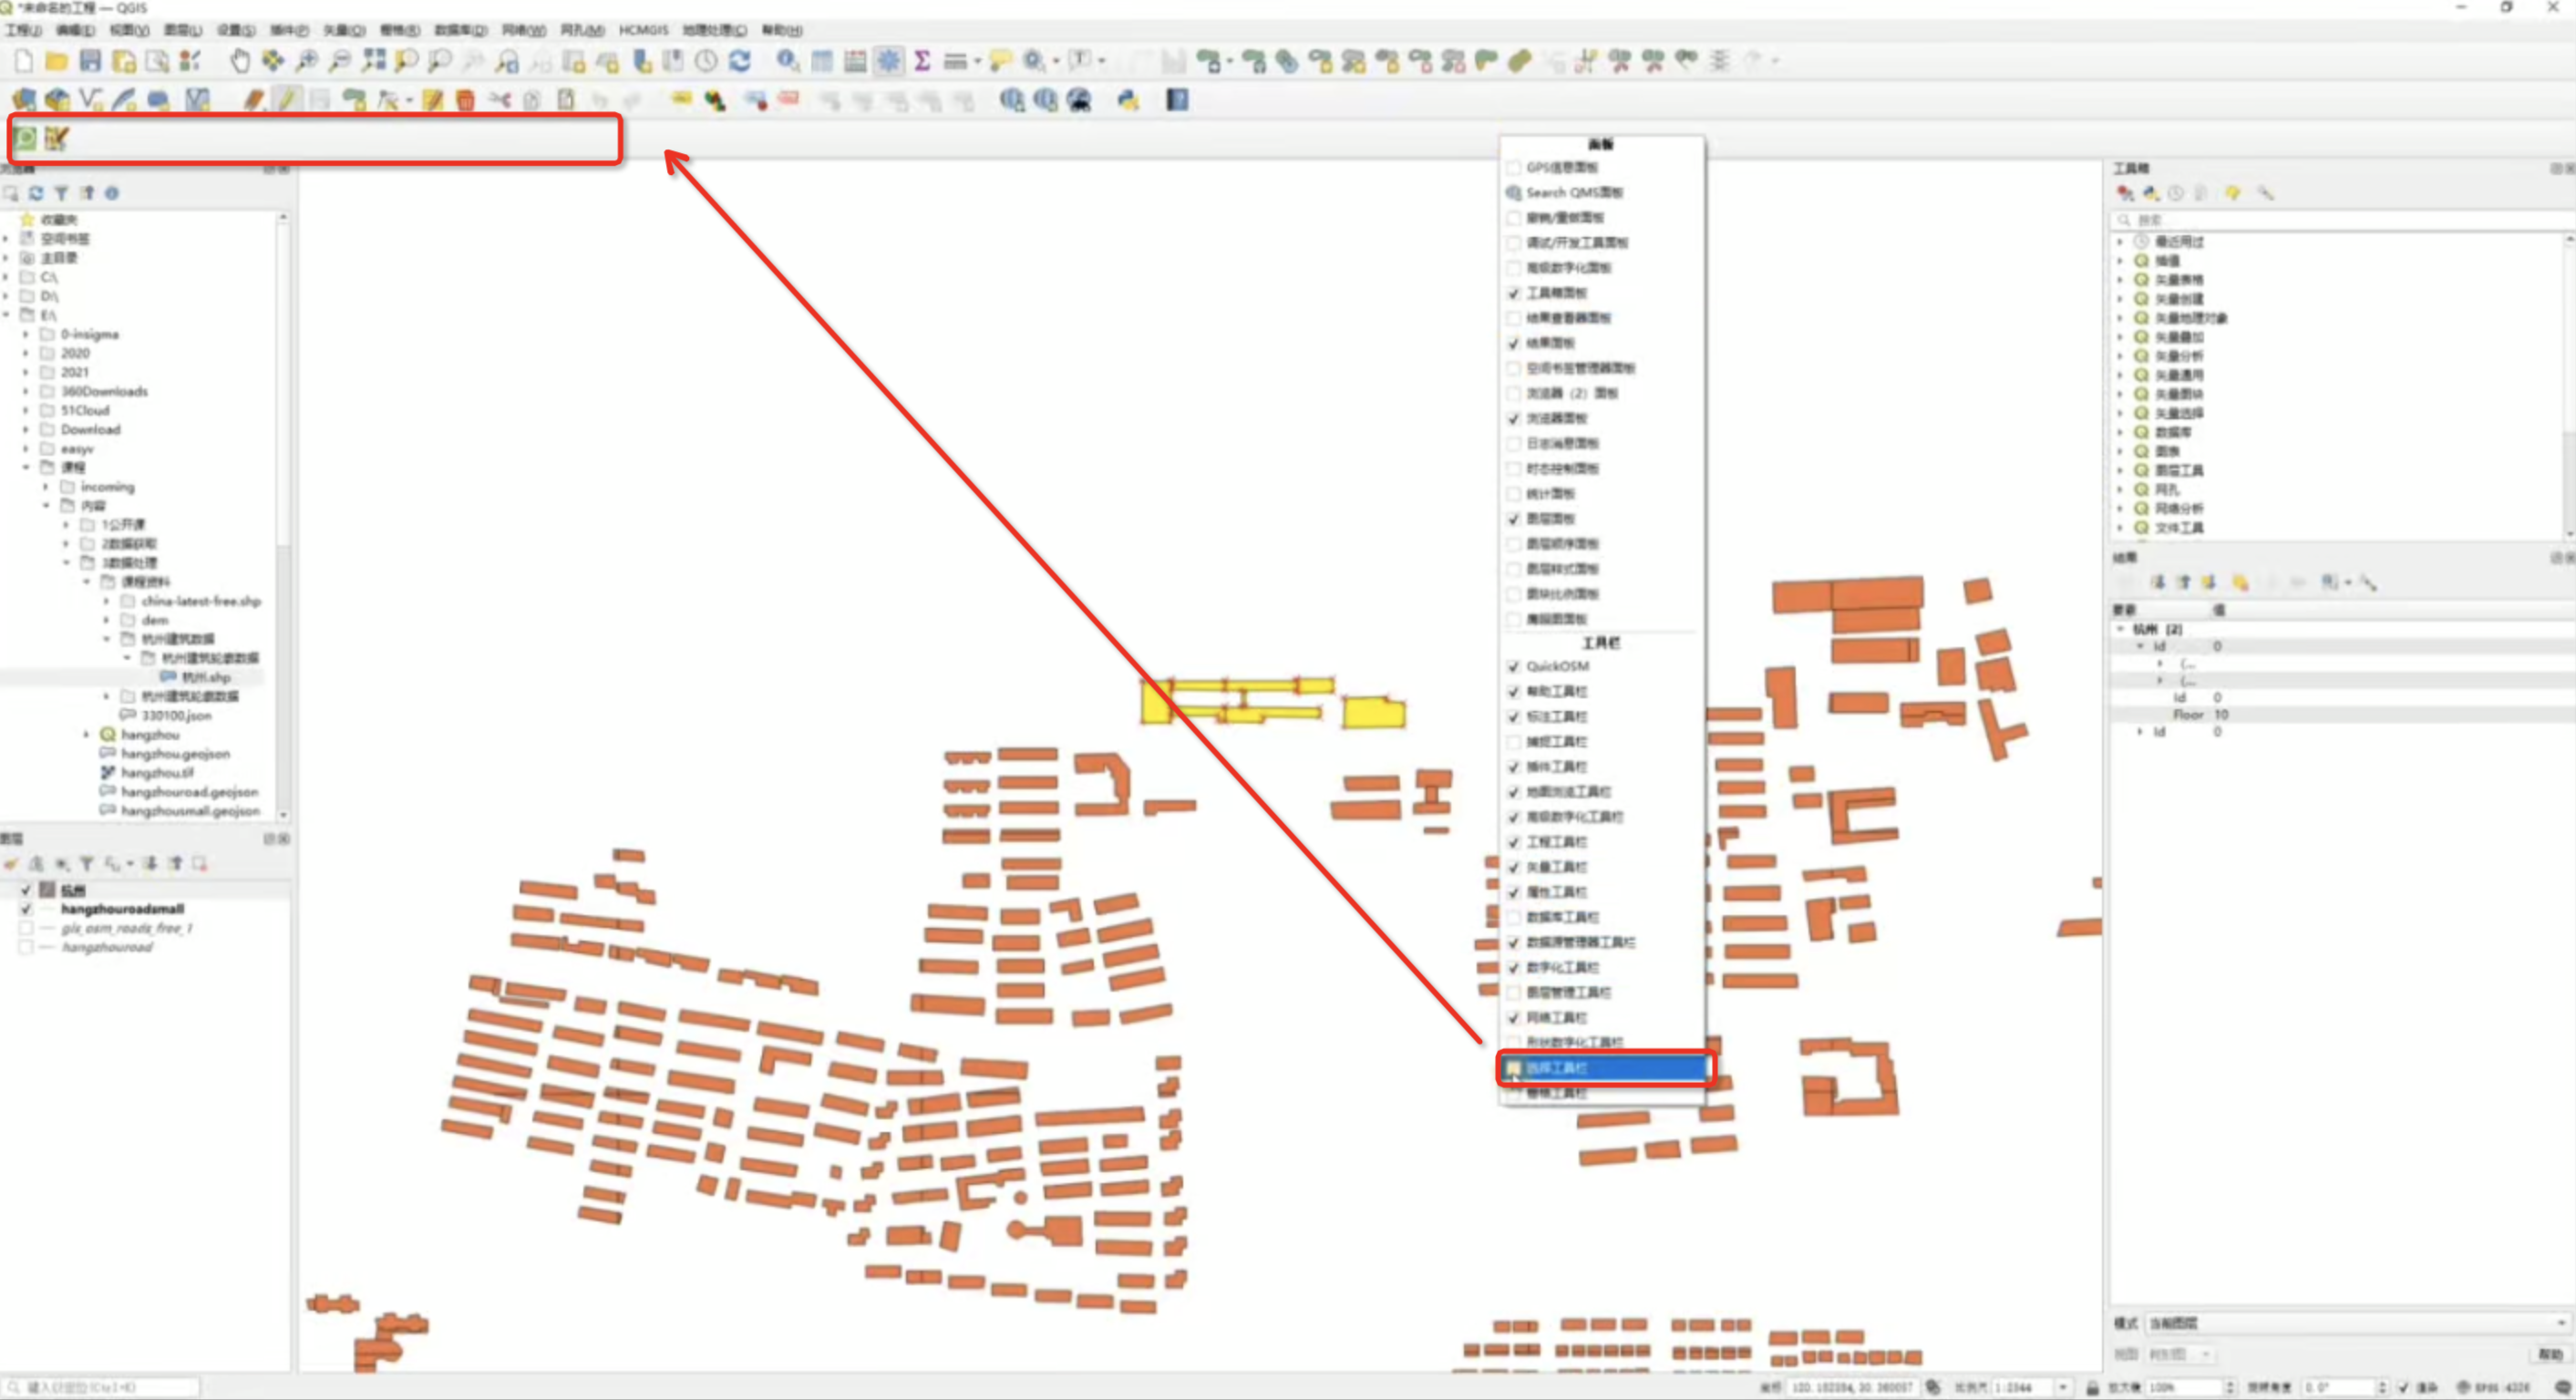 *未命名的工程 — QGIS
工程(J) 编辑(E) 视图(V) 图层(L) 设置(S) 插件(P) 矢量(O) 栅格(R) 数据库(D) 网络(W) 网孔(M) HCMGIS 地理处理(C) 帮助(H)
浏览器
收藏夹
空间书签
主目录
C:\
D:\
E:\
0-insigma
2020
2021
360Downloads
51Cloud
Download
easyv
课程
incoming
内容
1公开课
2数据获取
3数据处理
课程资料
china-latest-free.shp
dem
杭州建筑数据
杭州建筑轮廓数据
杭州.shp
杭州建筑轮廓数据
330100.json
hangzhou
hangzhou.geojson
hangzhou.tif
hangzhouroad.geojson
hangzhousmall.geojson
图层
杭州
hangzhouroadsmall
gis_osm_roads_free_1
hangzhouroad
面板
GPS信息面板
Search QMS面板
撤销/重做面板
调试/开发工具面板
高级数字化面板
工具箱面板
结果查看器面板
结果面板
空间书签管理器面板
浏览器（2）面板
浏览器面板
日志消息面板
时态控制面板
统计面板
图层面板
图层顺序面板
图层样式面板
图块比例面板
鹰眼图面板
工具栏
QuickOSM
帮助工具栏
标注工具栏
捕捉工具栏
插件工具栏
地图浏览工具栏
高级数字化工具栏
工程工具栏
矢量工具栏
属性工具栏
数据库工具栏
数据源管理器工具栏
数字化工具栏
图层管理工具栏
网络工具栏
形状数字化工具栏
选择工具栏
栅格工具栏
工具箱
搜索
最近用过
插值
矢量表格
矢量创建
矢量地理对象
矢量叠加
矢量分析
矢量通用
矢量图块
矢量选择
数据库
图表
图层工具
网孔
网络分析
文件工具
结果
要素 值
杭州 [2]
Id 0
(...
(...
Id 0
Floor 10
Id 0
模式 当前图层
视图 树状图
帮助
键入以定位(Ctrl+K)
坐标 比例尺 1:2344 放大镜 100% 旋转角度 0.0° 渲染 EPSG:4326